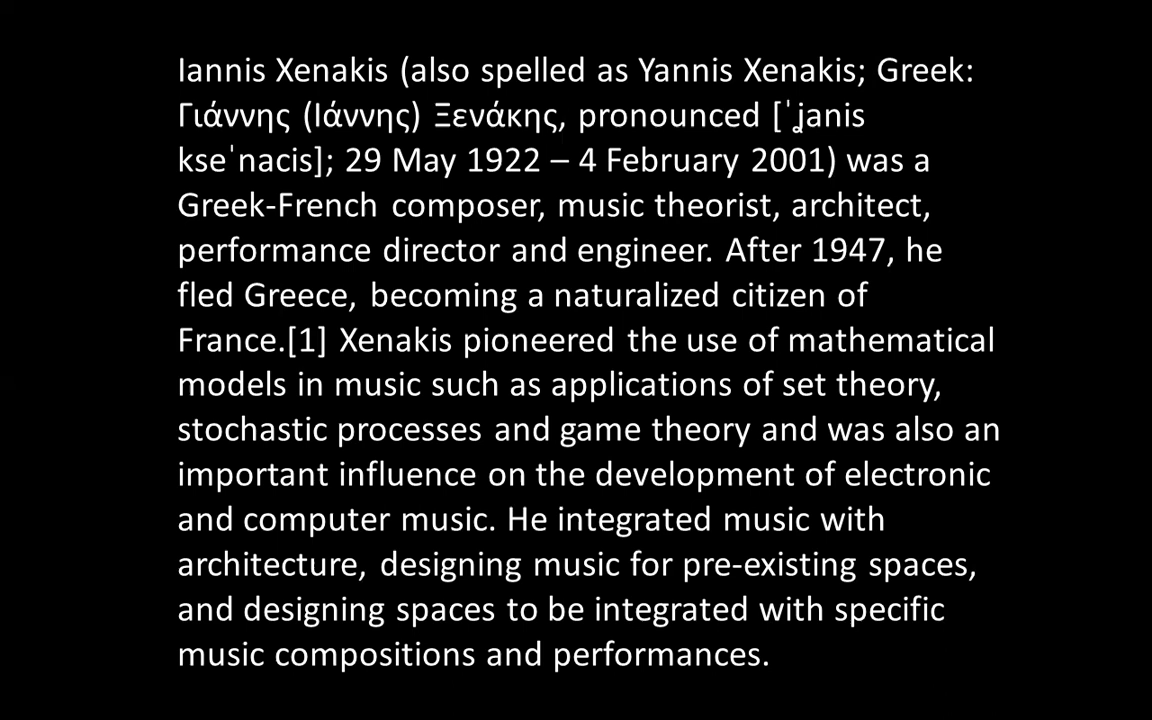 Iannis Xenakis (also spelled as Yannis Xenakis; Greek:
Γιάννης (Ιάννης) Ξενάκης, pronounced [ˈʝanis
kseˈnacis]; 29 May 1922 – 4 February 2001) was a
Greek-French composer, music theorist, architect,
performance director and engineer. After 1947, he
fled Greece, becoming a naturalized citizen of
France.[1] Xenakis pioneered the use of mathematical
models in music such as applications of set theory,
stochastic processes and game theory and was also an
important influence on the development of electronic
and computer music. He integrated music with
architecture, designing music for pre-existing spaces,
and designing spaces to be integrated with specific
music compositions and performances.